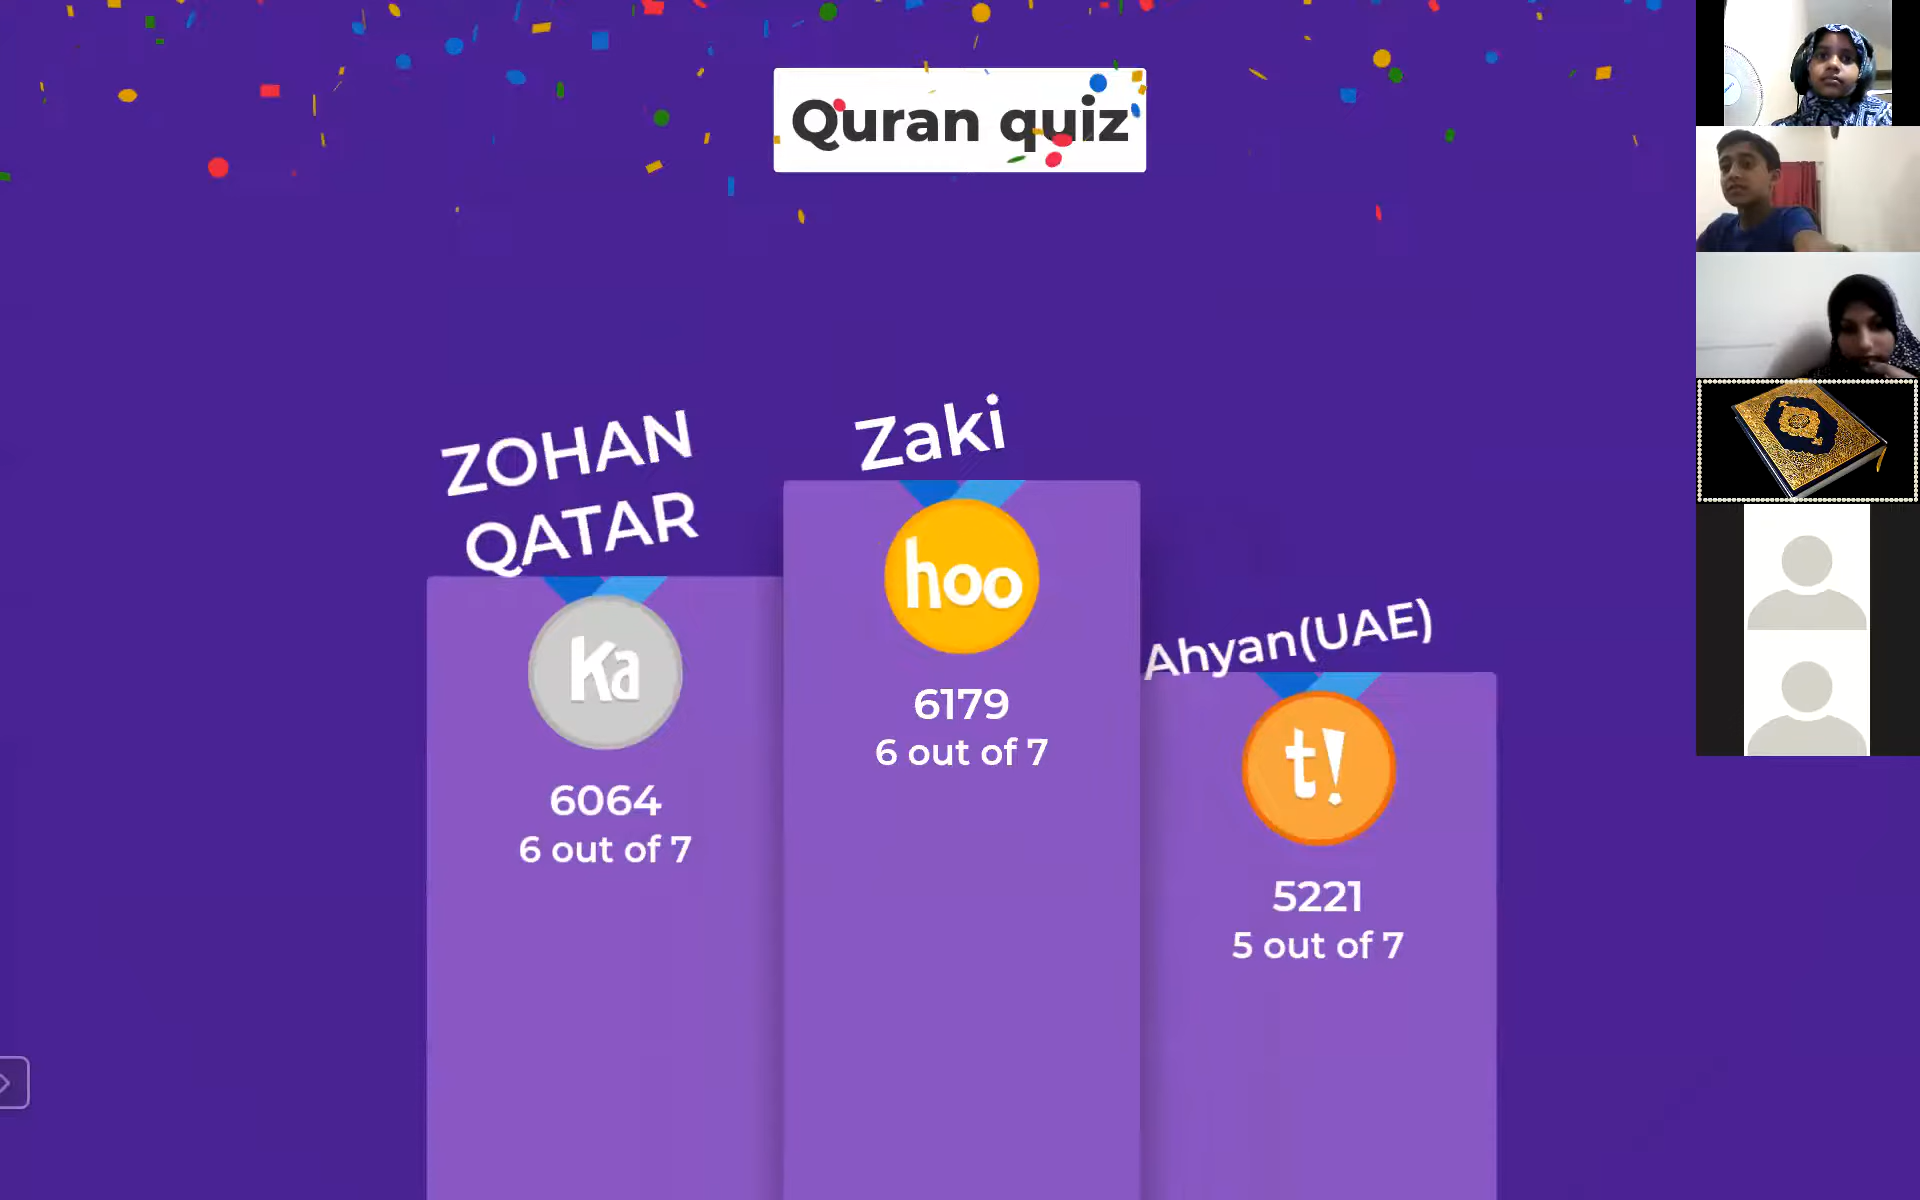 Quran quiz
Zaki
hoo
6179
6 out of 7
ZOHAN
QATAR
Ka
6064
6 out of 7
Ahyan(UAE)
t!
5221
5 out of 7